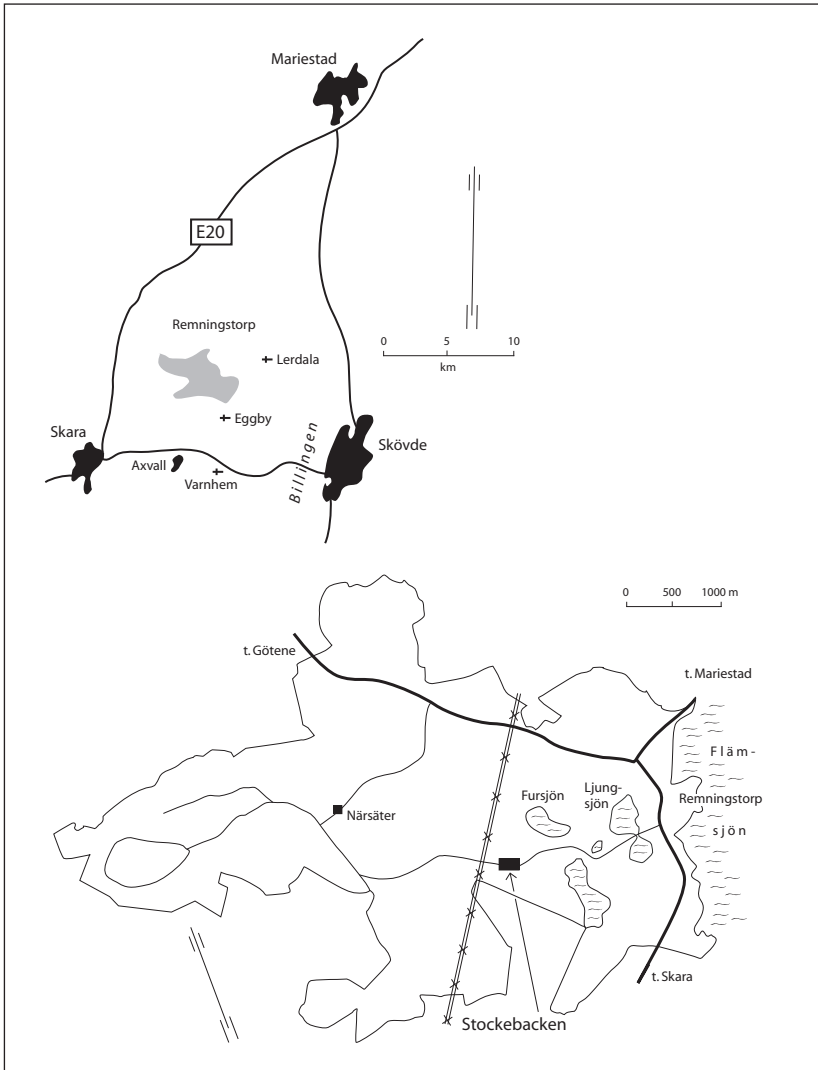 Mariestad
E20
Remningstorp
0 5 10
km
Lerdala
Eggby
Skara
Axvall
Varnhem
Billingen
Skövde
0 500 1000 m
t. Götene
t. Mariestad
Fläm-
Ljung-
sjön
Fursjön
Remningstorp
Närsäter
sjön
t. Skara
Stockebacken